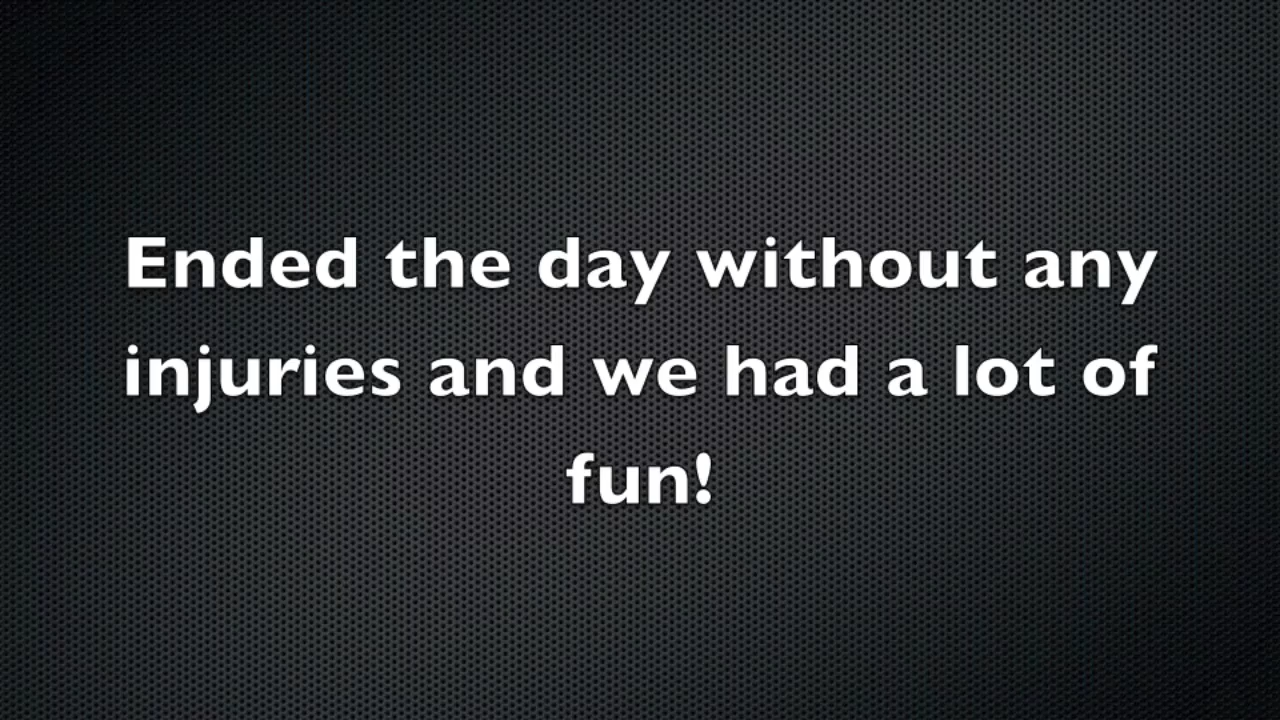 Ended the day without any
injuries and we had a lot of
fun!